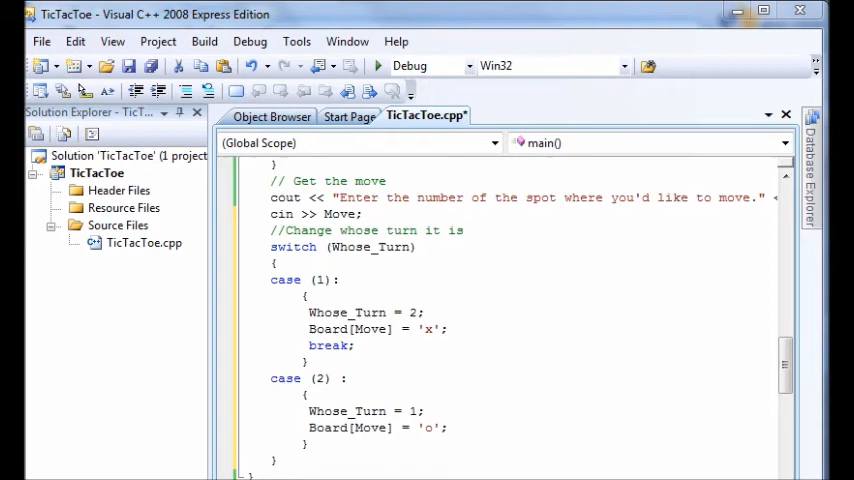 TicTacToe - Visual C++ 2008 Express Edition
File Edit View Project Build Debug Tools Window Help
Debug Win32
Solution Explorer - TicT...
Object Browser Start Page TicTacToe.cpp*
(Global Scope) main()
Solution 'TicTacToe' (1 project
TicTacToe
Header Files
Resource Files
Source Files
TicTacToe.cpp
}
// Get the move
cout << "Enter the number of the spot where you'd like to move." <
cin >> Move;
//Change whose turn it is
switch (Whose_Turn)
{
case (1):
{
Whose_Turn = 2;
Board[Move] = 'x';
break;
}
case (2) :
{
Whose_Turn = 1;
Board[Move] = 'o';
}
}
}
Database Explorer